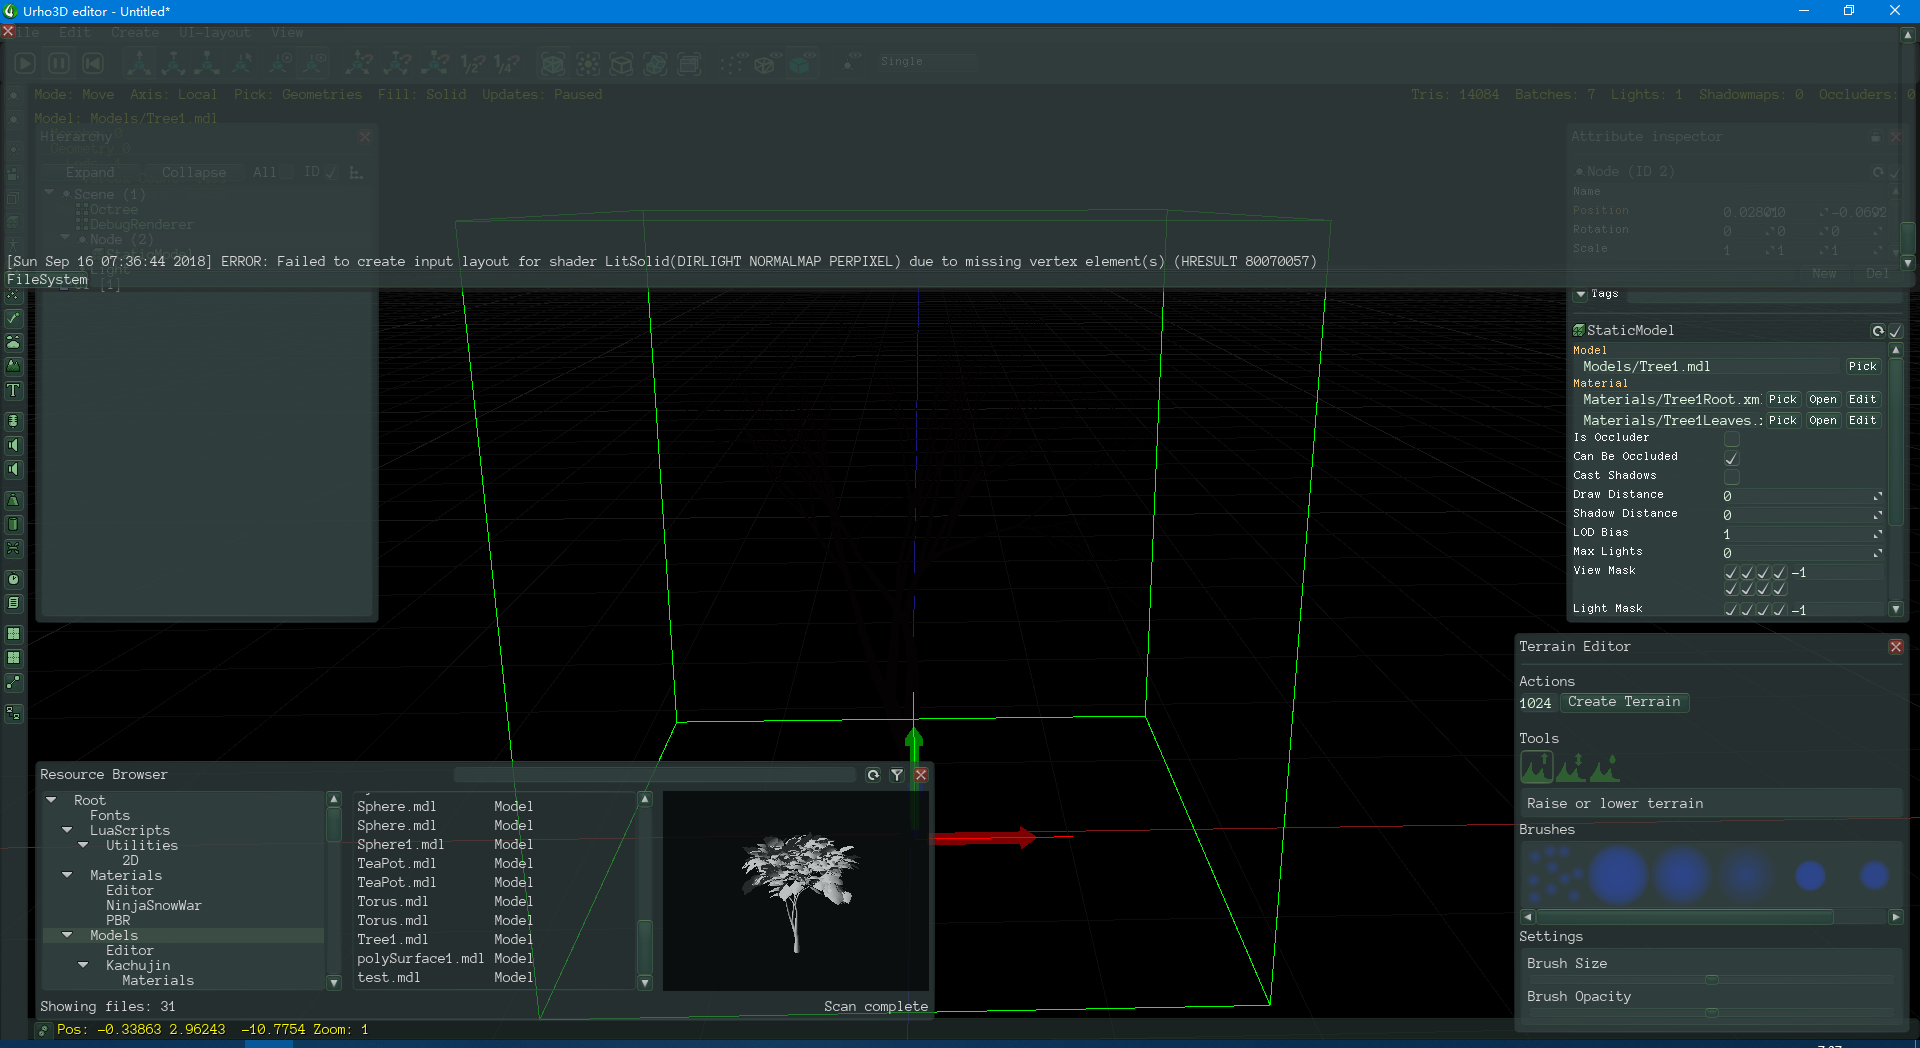 Urho3D editor - Untitled*
File Edit Create UI-layout View
1/2? 1/4? Single
Mode: Move Axis: Local Pick: Geometries Fill: Solid Updates: Paused
Tris: 14084 Batches: 7 Lights: 1 Shadowmaps: 0 Occluders: 0
Model: Models/Tree1.mdl
Hierarchy
Geometry 0
Expand Collapse All ID
Scene (1)
Octree
DebugRenderer
Node (2)
StaticModel
Light
UI [1]
[Sun Sep 16 07:36:44 2018] ERROR: Failed to create input layout for shader LitSolid(DIRLIGHT NORMALMAP PERPIXEL) due to missing vertex element(s) (HRESULT 80070057)
FileSystem
Attribute inspector
Node (ID 2)
Name
Position 0.028010 -0.0692
Rotation 0 0 0
Scale 1 1 1
New Del
Tags
StaticModel
Model
Models/Tree1.mdl Pick
Material
Materials/Tree1Root.xm Pick Open Edit
Materials/Tree1Leaves. Pick Open Edit
Is Occluder
Can Be Occluded
Cast Shadows
Draw Distance 0
Shadow Distance 0
LOD Bias 1
Max Lights 0
View Mask -1
Light Mask -1
Terrain Editor
Actions
1024 Create Terrain
Tools
Raise or lower terrain
Brushes
Settings
Brush Size
Brush Opacity
Resource Browser
Root
Fonts
LuaScripts
Utilities
2D
Materials
Editor
NinjaSnowWar
PBR
Models
Editor
Kachujin
Materials
Sphere.mdl Model
Sphere.mdl Model
Sphere1.mdl Model
TeaPot.mdl Model
TeaPot.mdl Model
Torus.mdl Model
Torus.mdl Model
Tree1.mdl Model
polySurface1.mdl Model
test.mdl Model
Showing files: 31
Scan complete
Pos: -0.33863 2.96243 -10.7754 Zoom: 1